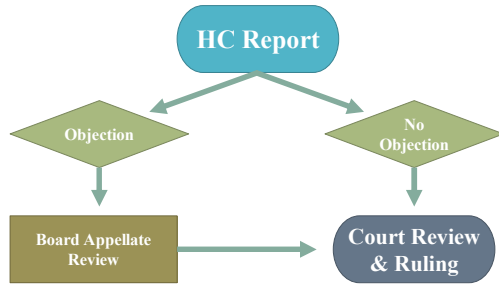 HC Report
Objection
No
Objection
Board Appellate
Review
Court Review
& Ruling